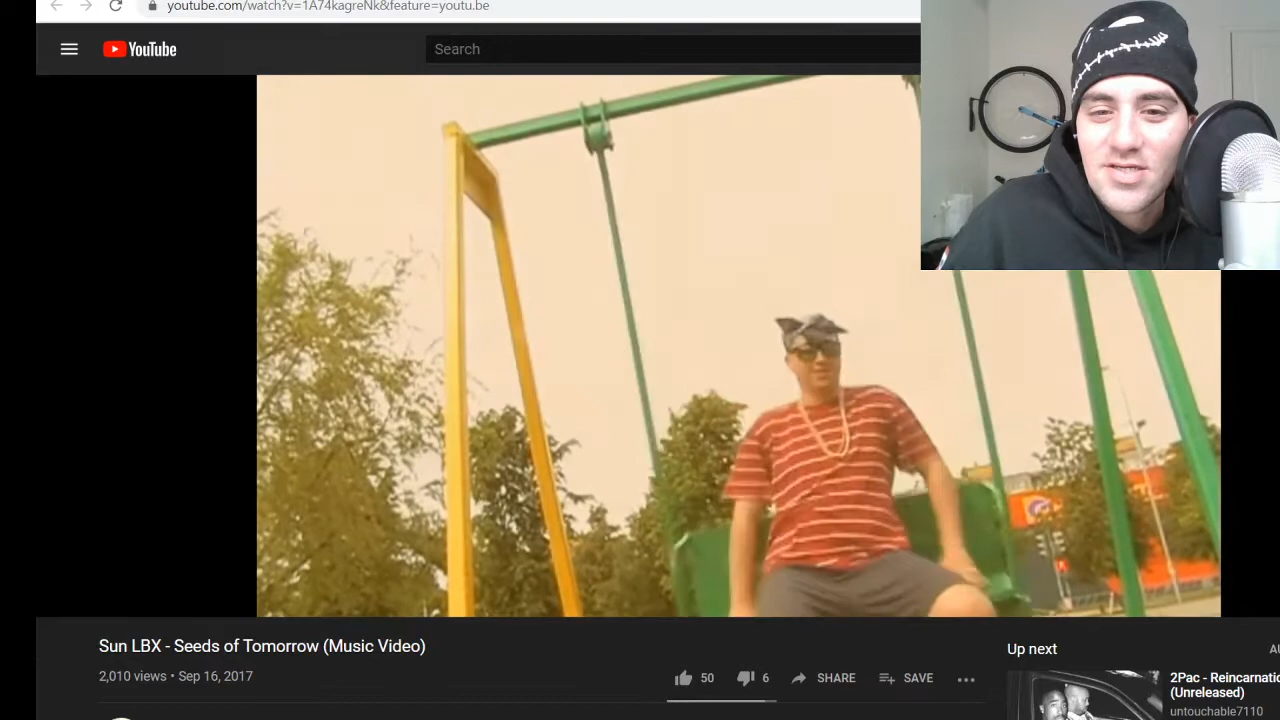 youtube.com/watch?v=1A74kagreNk&feature=youtu.be
YouTube
Search
Sun LBX - Seeds of Tomorrow (Music Video)
2,010 views • Sep 16, 2017
50
6
SHARE
SAVE
Up next
2Pac - Reincarnati
(Unreleased)
untouchable7110